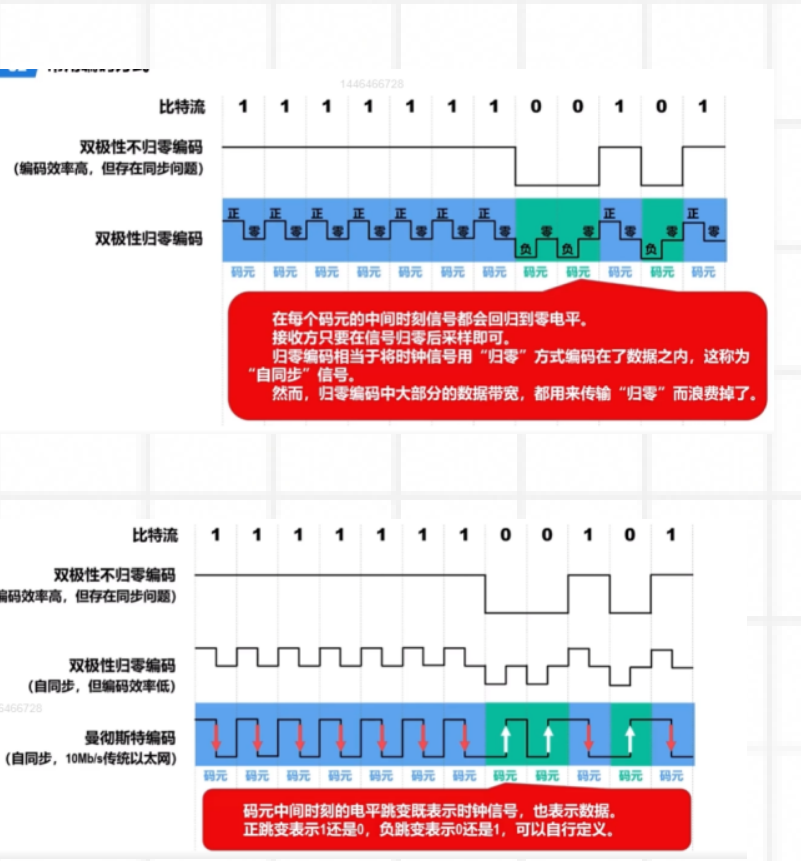 1446466728
比特流 1 1 1 1 1 1 1 0 0 1 0 1
双极性不归零编码
(编码效率高，但存在同步问题)
正 正 正 正 正 正 正 正 正
零 零 零 零 零 零 零 零 零 零 零 零
双极性归零编码
负 负 负
码元 码元 码元 码元 码元 码元 码元 码元 码元 码元 码元 码元
在每个码元的中间时刻信号都会回归到零电平。
接收方只要在信号归零后采样即可。
归零编码相当于将时钟信号用“归零”方式编码在了数据之内，这称为
“自同步”信号。
然而，归零编码中大部分的数据带宽，都用来传输“归零”而浪费掉了。
比特流 1 1 1 1 1 1 1 0 0 1 0 1
双极性不归零编码
编码效率高，但存在同步问题)
双极性归零编码
(自同步，但编码效率低)
5466728
曼彻斯特编码
(自同步，10Mb/s传统以太网)
码元 码元 码元 码元 码元 码元 码元 码元 码元 码元 码元 码元
码元中间时刻的电平跳变既表示时钟信号，也表示数据。
正跳变表示1还是0，负跳变表示0还是1，可以自行定义。